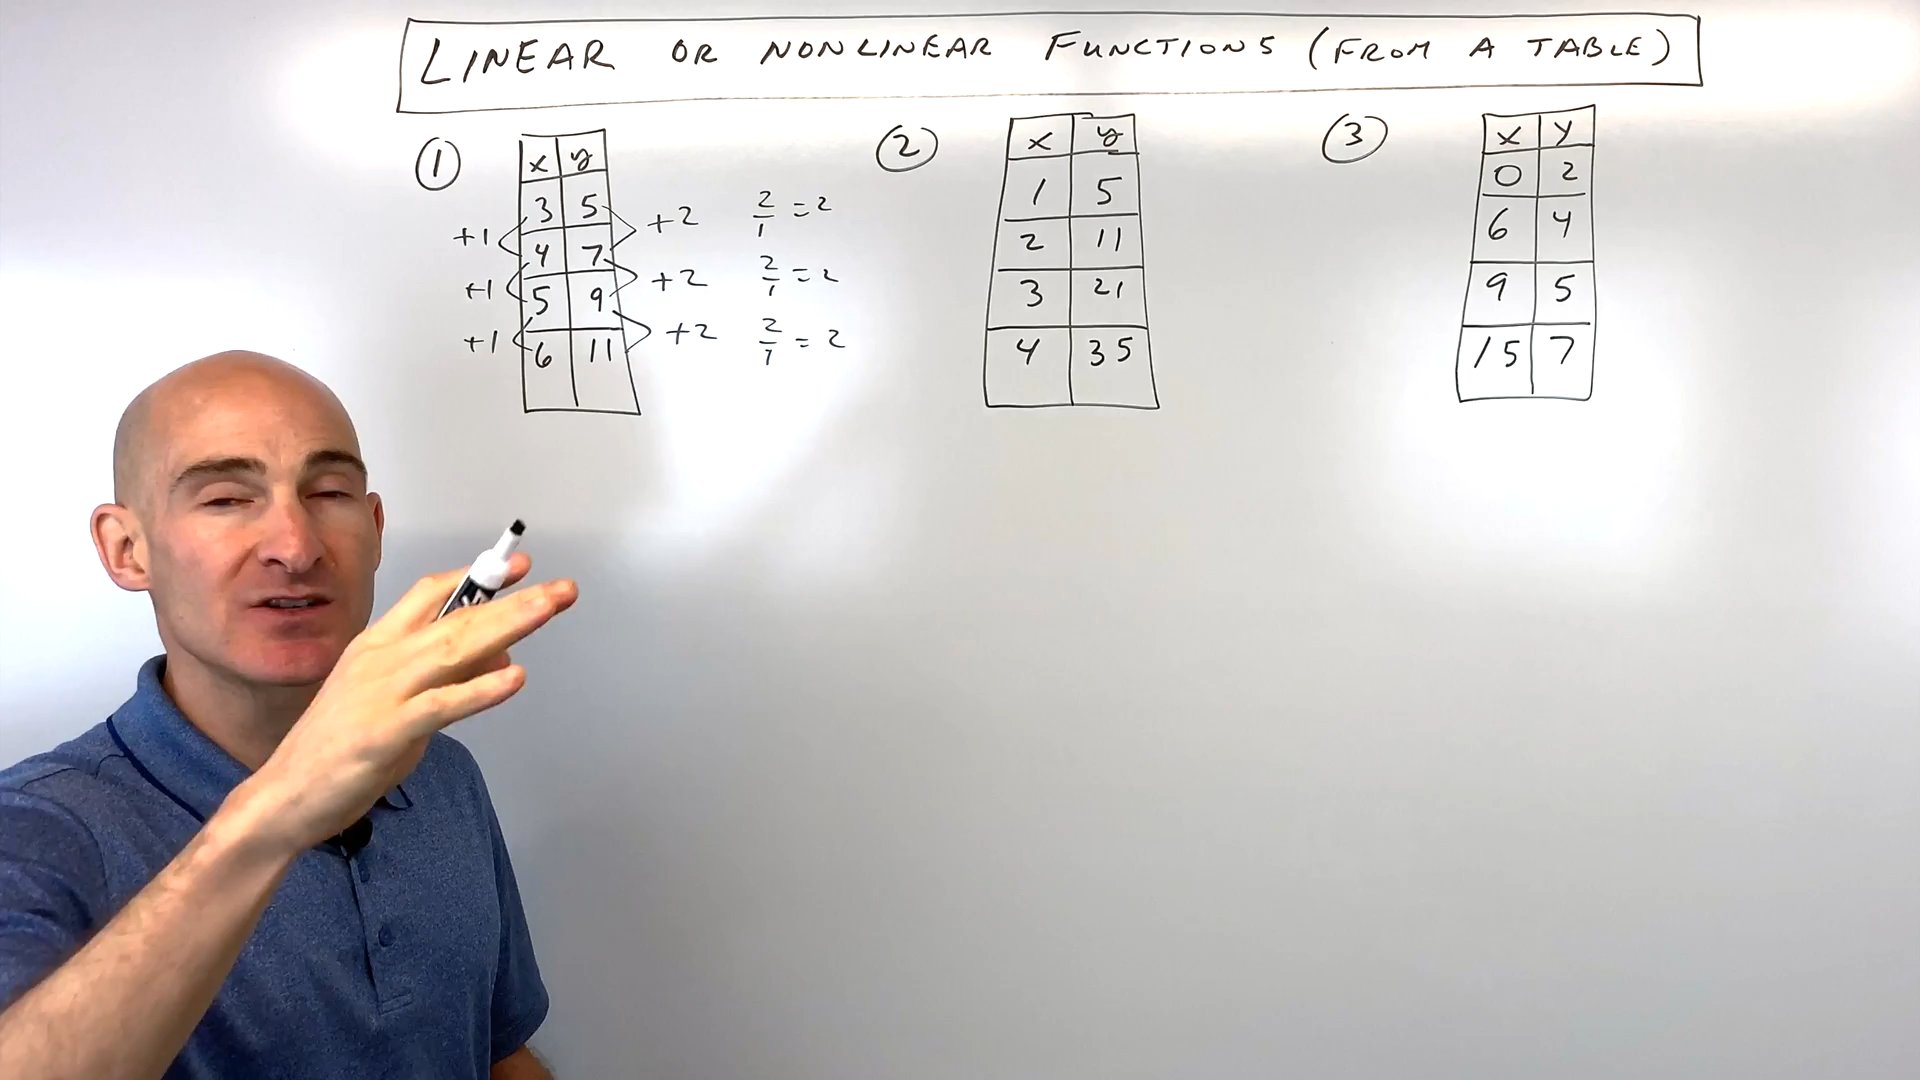 LINEAR OR NONLINEAR FUNCTIONS (FROM A TABLE)
1
x y
3 5
4 7
5 9
6 11
+1
+1
+1
+2 2/1 = 2
+2 2/1 = 2
+2 2/1 = 2
2
x y
1 5
2 11
3 21
4 35
3
x y
0 2
6 4
9 5
15 7